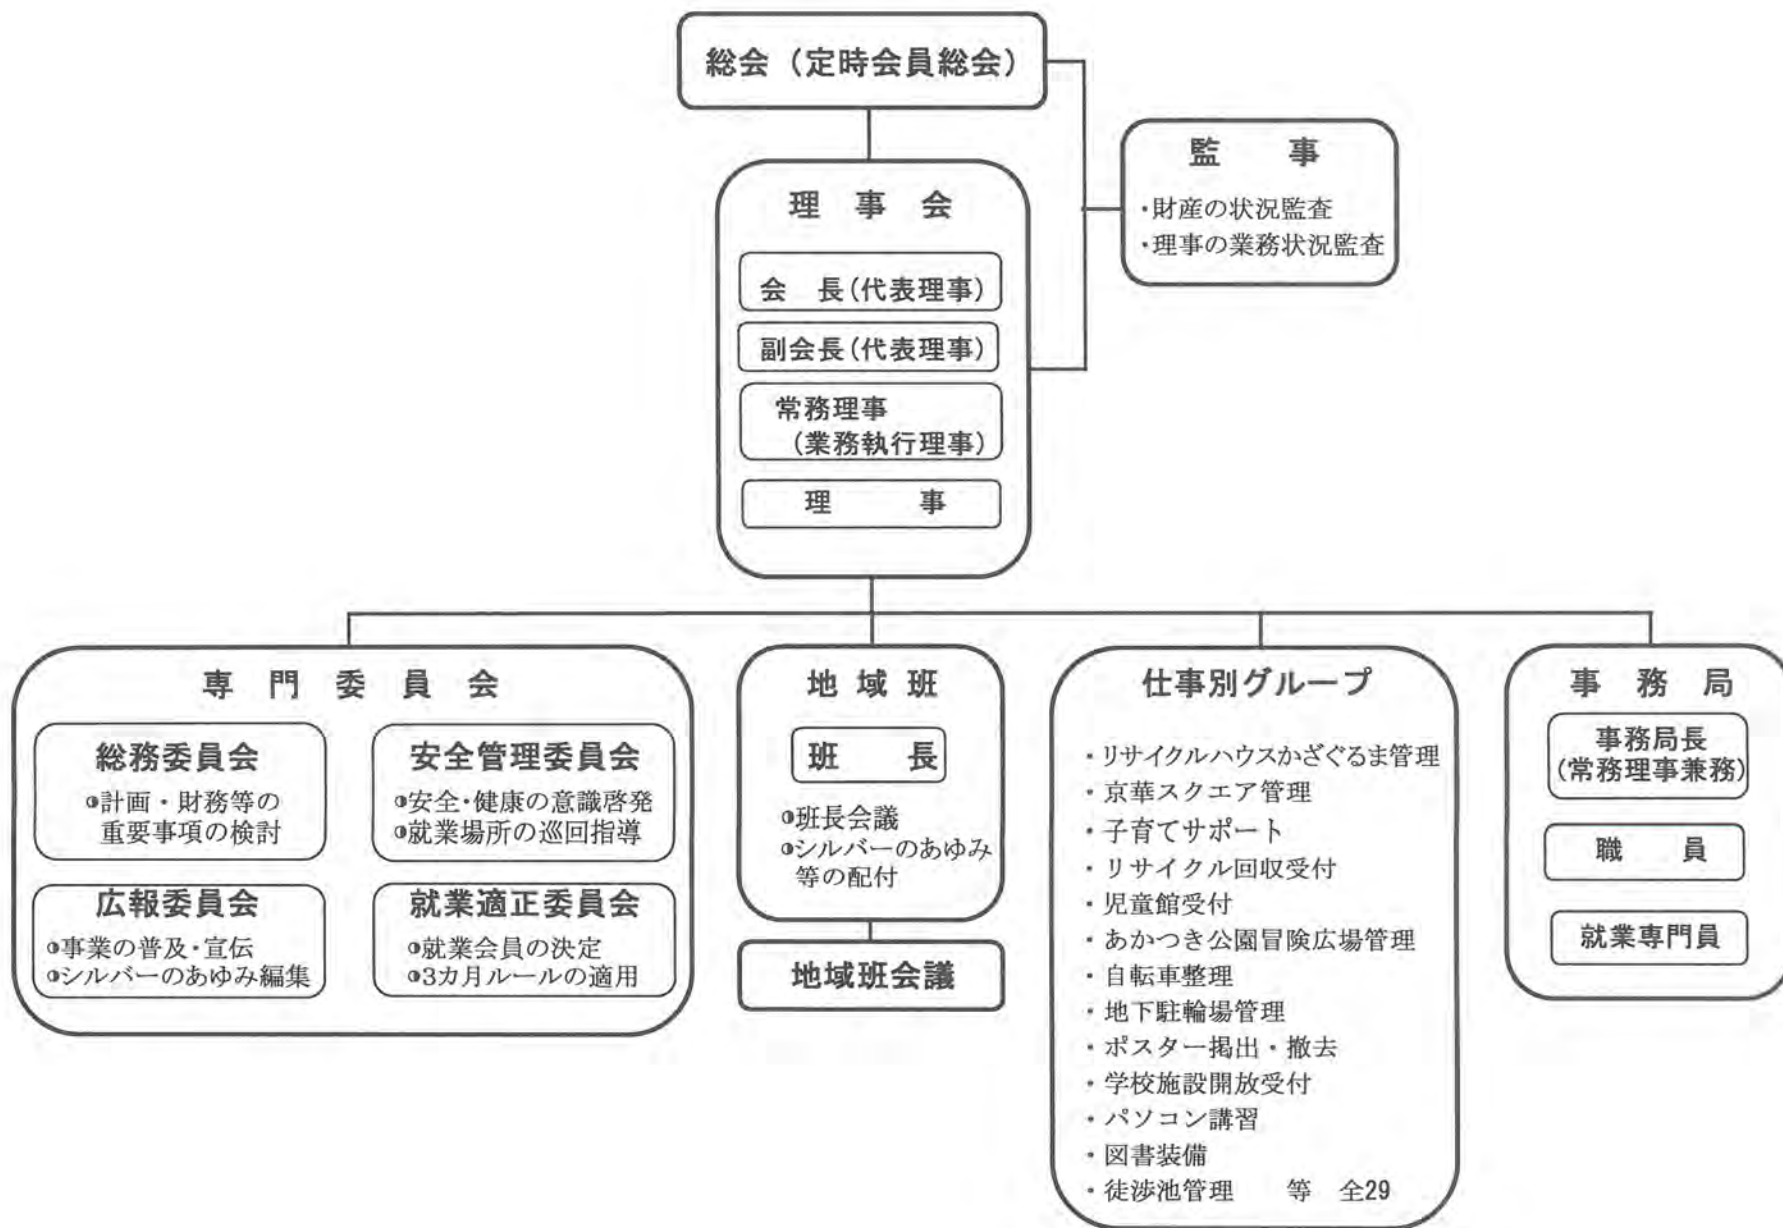 総会（定時会員総会）
監　事
・財産の状況監査
・理事の業務状況監査
理 事 会
会　長(代表理事)
副会長(代表理事)
常務理事
(業務執行理事)
理　　事
専 門 委 員 会
総務委員会
◑計画・財務等の
重要事項の検討
安全管理委員会
◑安全・健康の意識啓発
◑就業場所の巡回指導
広報委員会
◑事業の普及・宣伝
◑シルバーのあゆみ編集
就業適正委員会
◑就業会員の決定
◑3カ月ルールの適用
地 域 班
班　長
◑班長会議
◑シルバーのあゆみ
等の配付
地域班会議
仕事別グループ
・リサイクルハウスかざぐるま管理
・京華スクエア管理
・子育てサポート
・リサイクル回収受付
・児童館受付
・あかつき公園冒険広場管理
・自転車整理
・地下駐輪場管理
・ポスター掲出・撤去
・学校施設開放受付
・パソコン講習
・図書装備
・徒渉池管理　等　全29
事 務 局
事務局長
(常務理事兼務)
職　員
就業専門員